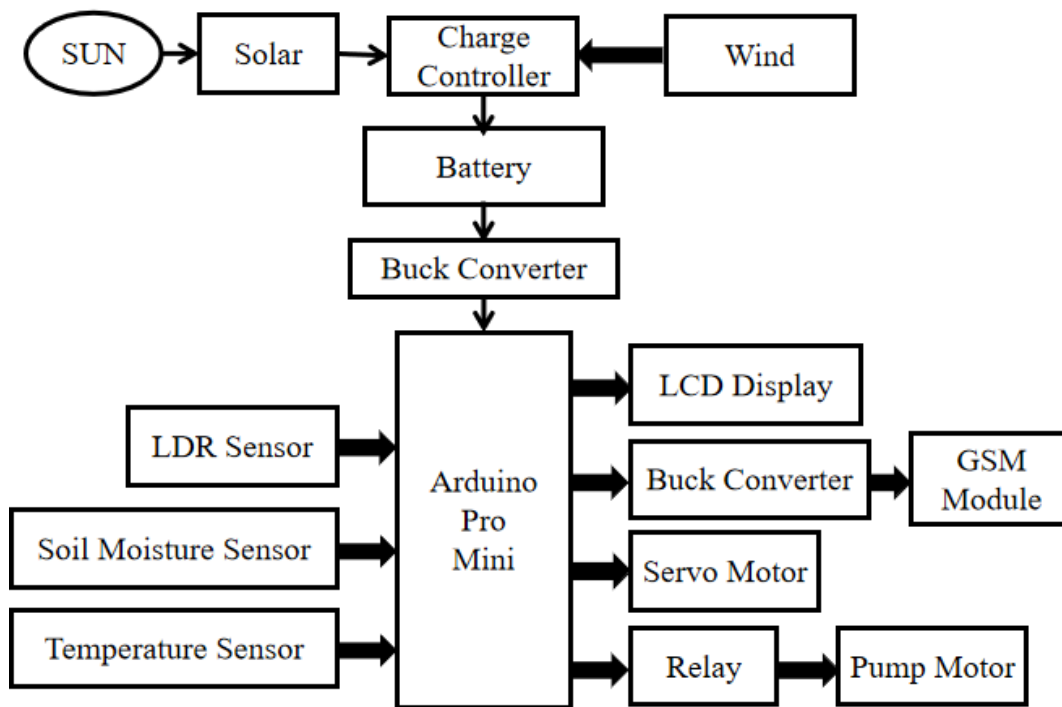 SUN
Solar
Charge
Controller
Wind
Battery
Buck Converter
LCD Display
LDR Sensor
Arduino
Pro
Mini
Buck Converter
GSM
Module
Soil Moisture Sensor
Servo Motor
Temperature Sensor
Relay
Pump Motor